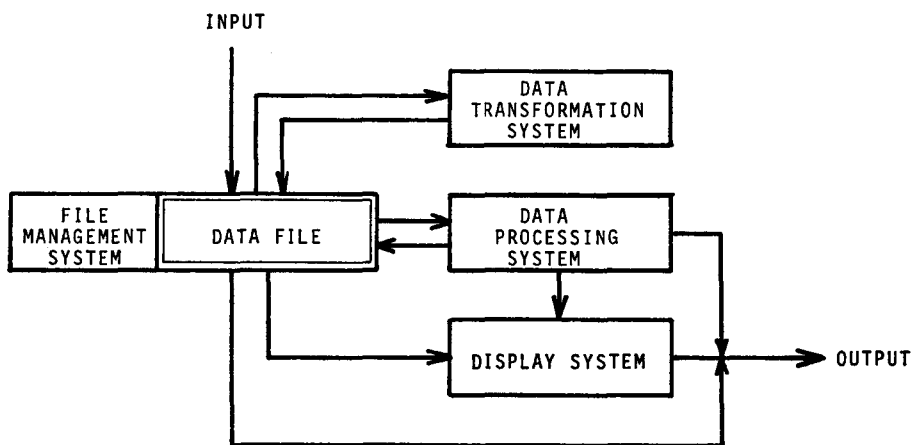 INPUT
DATA
TRANSFORMATION
SYSTEM
FILE
MANAGEMENT
SYSTEM
DATA FILE
DATA
PROCESSING
SYSTEM
DISPLAY SYSTEM
OUTPUT